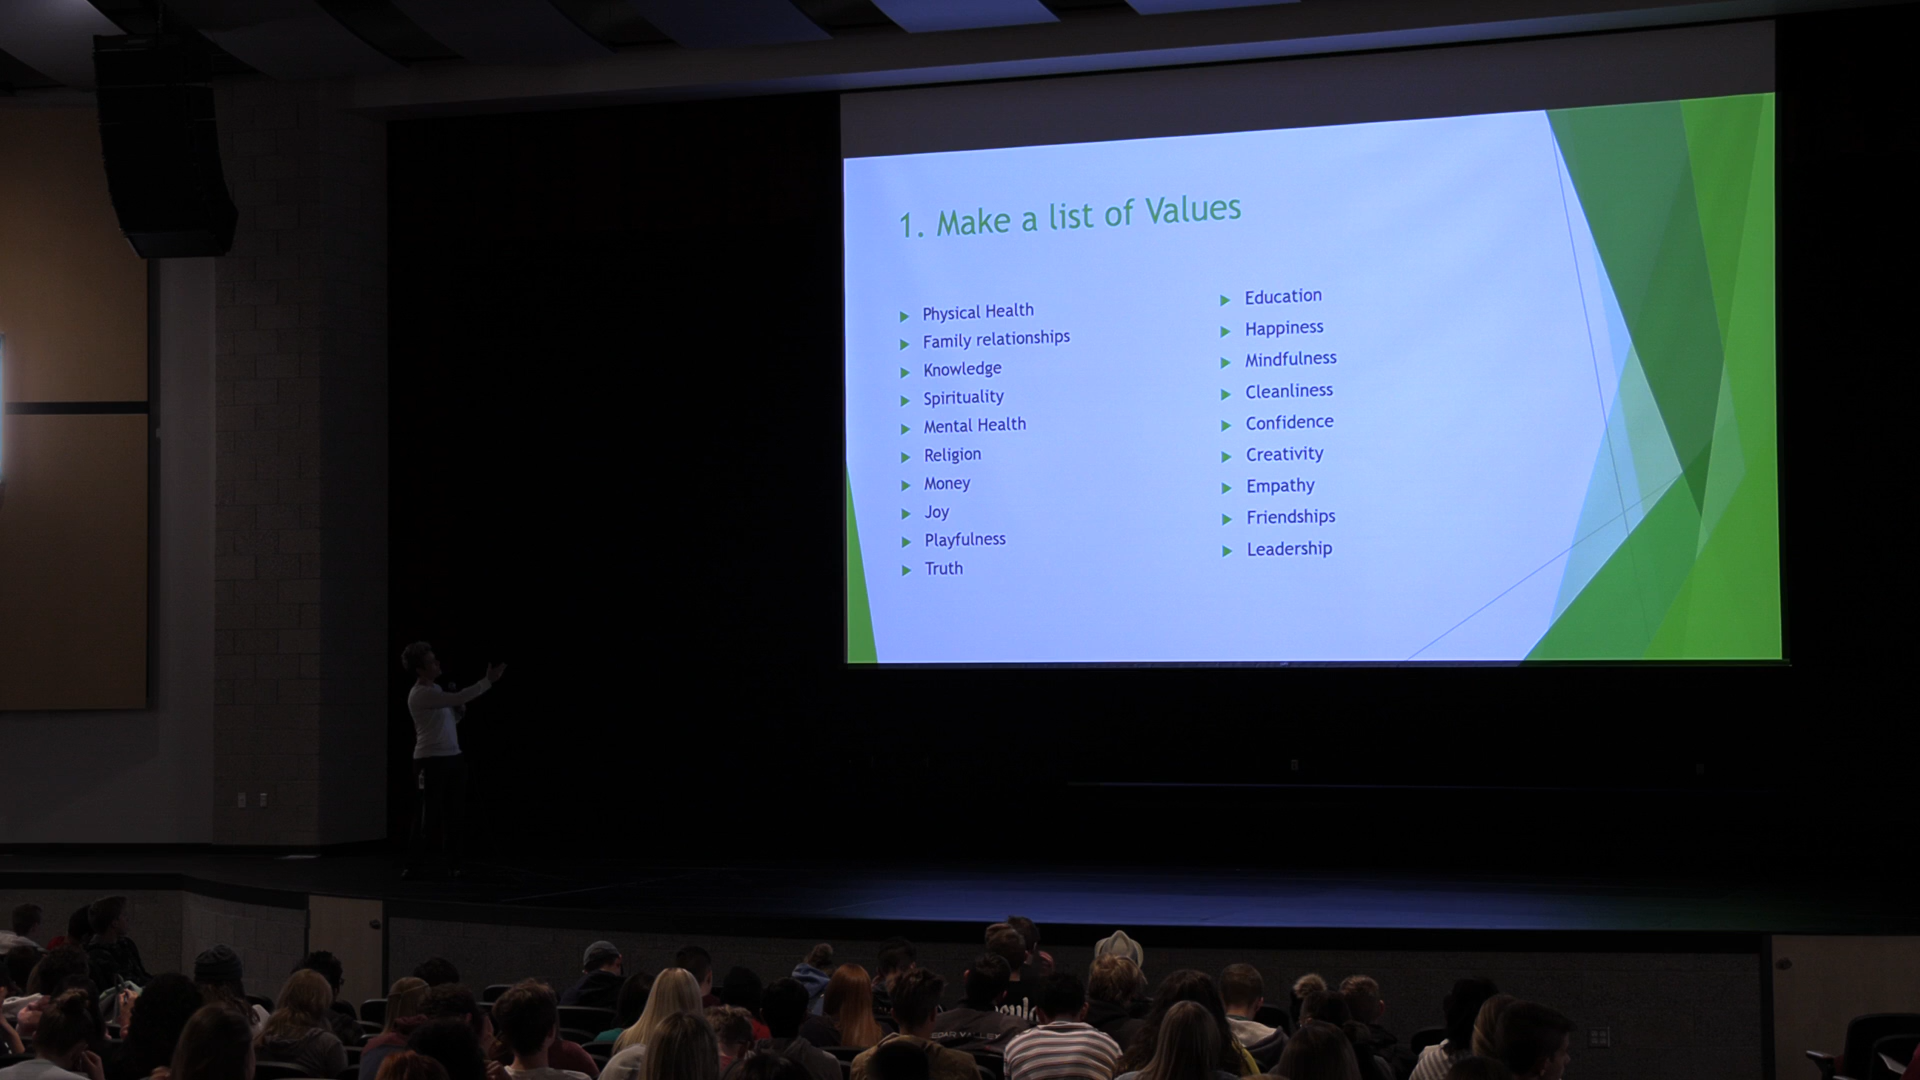 1. Make a list of Values
Physical Health
Family relationships
Knowledge
Spirituality
Mental Health
Religion
Money
Joy
Playfulness
Truth
Education
Happiness
Mindfulness
Cleanliness
Confidence
Creativity
Empathy
Friendships
Leadership
VALLEY